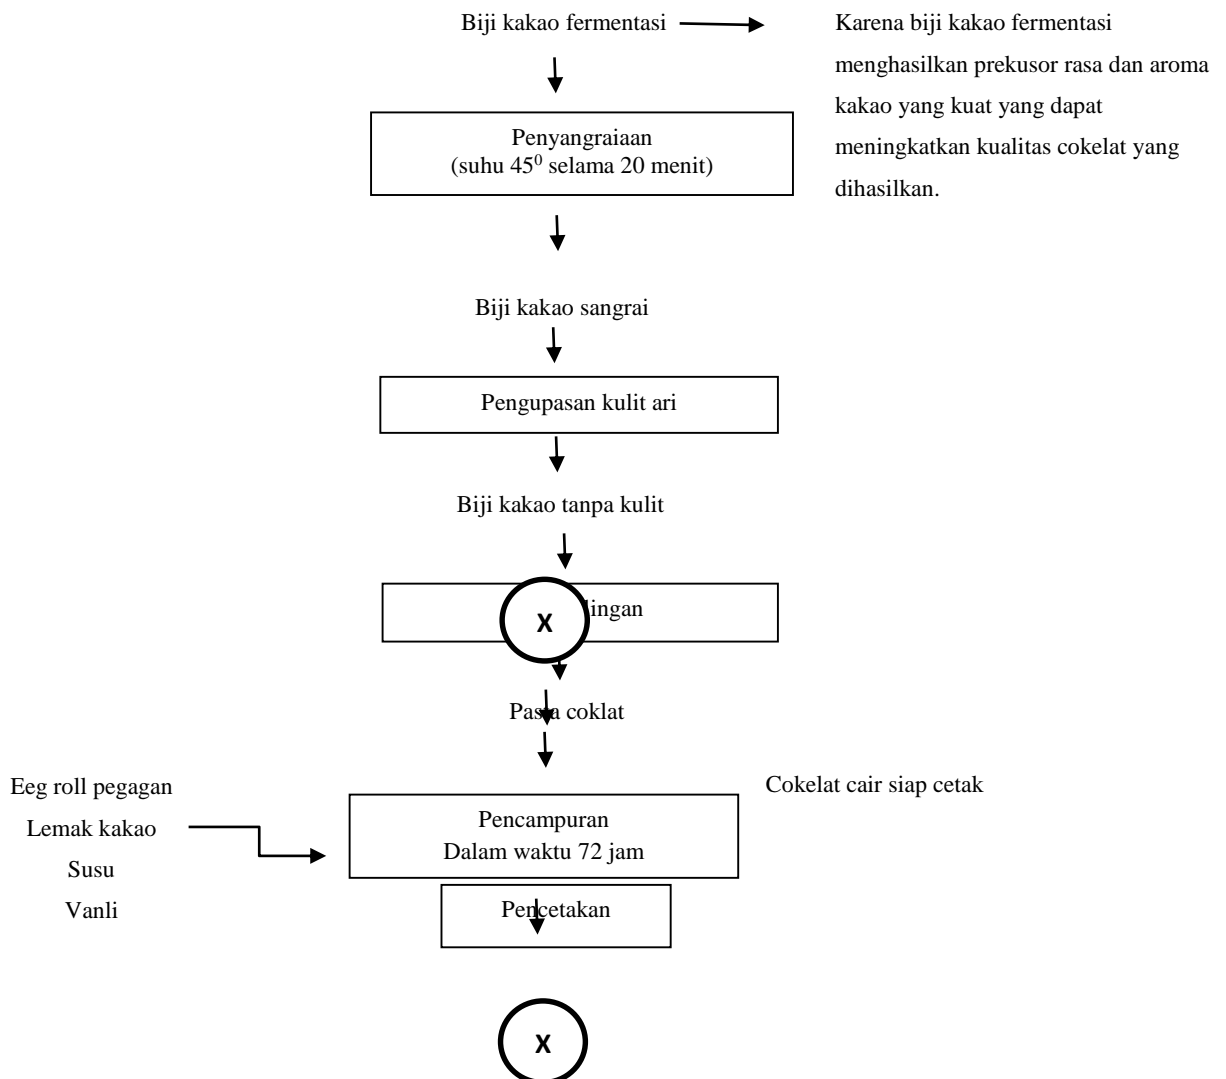 Biji kakao fermentasi
Karena biji kakao fermentasi
menghasilkan prekusor rasa dan aroma
kakao yang kuat yang dapat
meningkatkan kualitas cokelat yang
dihasilkan.
Penyangraiaan
(suhu 45⁰ selama 20 menit)
Biji kakao sangrai
Pengupasan kulit ari
Biji kakao tanpa kulit
X
Pasta coklat
Eeg roll pegagan
Lemak kakao
Susu
Vanli
Pencampuran
Dalam waktu 72 jam
Cokelat cair siap cetak
Pencetakan
X